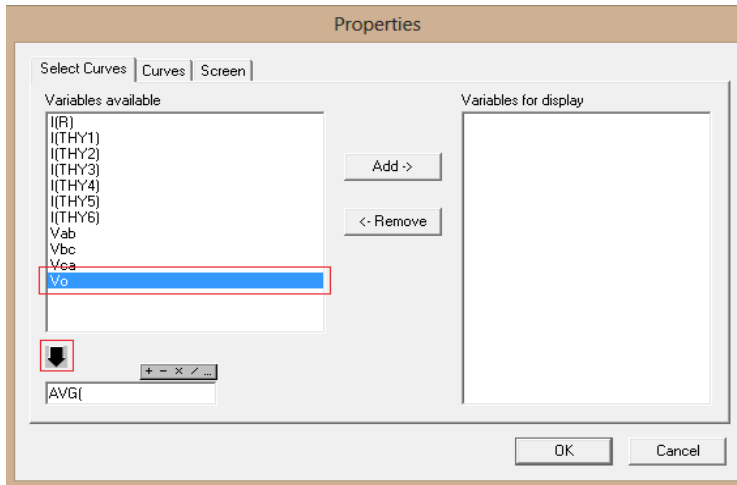 Properties
Select Curves Curves Screen
Variables available
I(R)
I(THY1)
I(THY2)
I(THY3)
I(THY4)
I(THY5)
I(THY6)
Vab
Vbc
Vca
Vo
Add ->
<- Remove
Variables for display
+ - × / ...
AVG(
OK Cancel